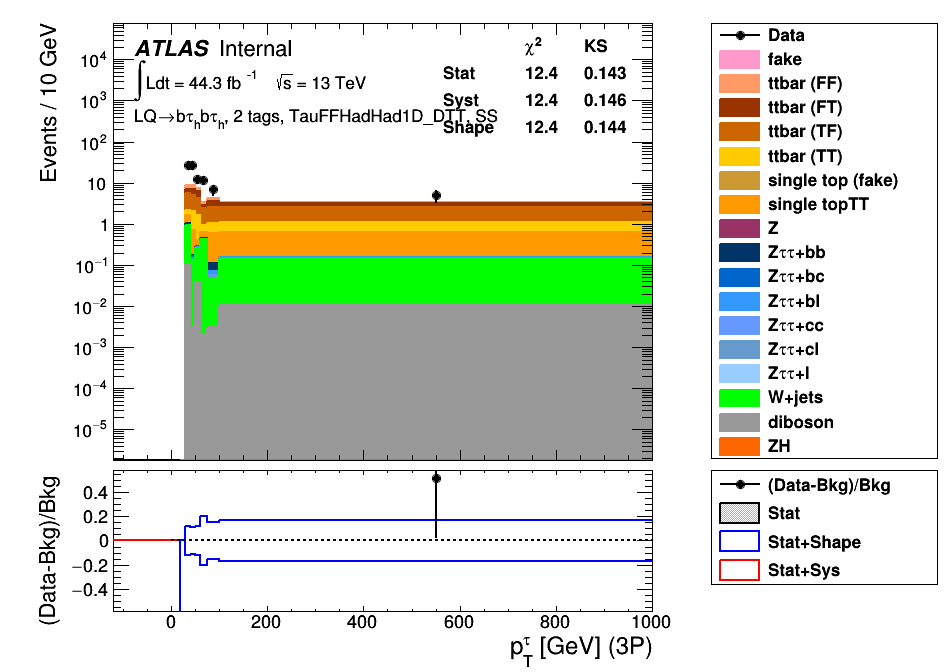 Events / 10 GeV
10⁴
10³
10²
10
1
10⁻¹
10⁻²
10⁻³
10⁻⁴
10⁻⁵
ATLAS Internal
∫ Ldt = 44.3 fb⁻¹ √s = 13 TeV
LQ→bτₕbτₕ, 2 tags, TauFFHadHad1D_DTT, SS
χ² KS
Stat 12.4 0.143
Syst 12.4 0.146
Shape 12.4 0.144
Data
fake
ttbar (FF)
ttbar (FT)
ttbar (TF)
ttbar (TT)
single top (fake)
single topTT
Z
Zττ+bb
Zττ+bc
Zττ+bl
Zττ+cc
Zττ+cl
Zττ+l
W+jets
diboson
ZH
(Data-Bkg)/Bkg
0.4
0.2
0
−0.2
−0.4
0 200 400 600 800 1000
p_T^τ [GeV] (3P)
(Data-Bkg)/Bkg
Stat
Stat+Shape
Stat+Sys